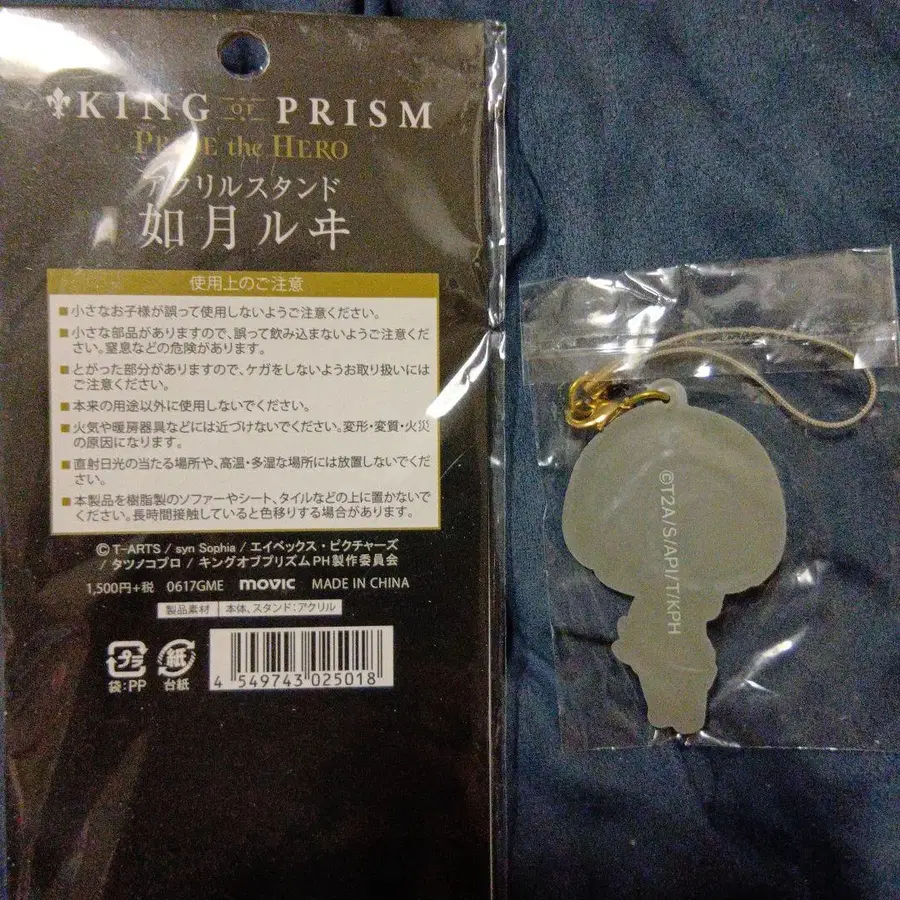 KING OF PRISM
PRIDE the HERO
アクリルスタンド
如月ルヰ
使用上のご注意
■小さなお子様が誤って使用しないようご注意ください。
■小さな部品がありますので、誤って飲み込まないようご注意くだ
さい。窒息などの危険があります。
■とがった部分がありますので、ケガをしないようお取り扱いには
ご注意ください。
■本来の用途以外に使用しないでください。
■火気や暖房器具などには近づけないでください。変形・変質・火災
の原因になります。
■直射日光の当たる場所や、高温・多湿な場所には放置しないでくだ
さい。
■本製品を樹脂製のソファーやシート、タイルなどの上に置かないで
ください。長時間接触していると色移りする場合があります。
©T-ARTS / syn Sophia / エイベックス・ピクチャーズ
/ タツノコプロ / キングオブプリズムPH製作委員会
1,500円+税 0617GME movic MADE IN CHINA
製品素材 本体、スタンド:アクリル
プラ 紙
袋:PP 台紙
4 549743 025018
©T2A/S/API/T/KPH